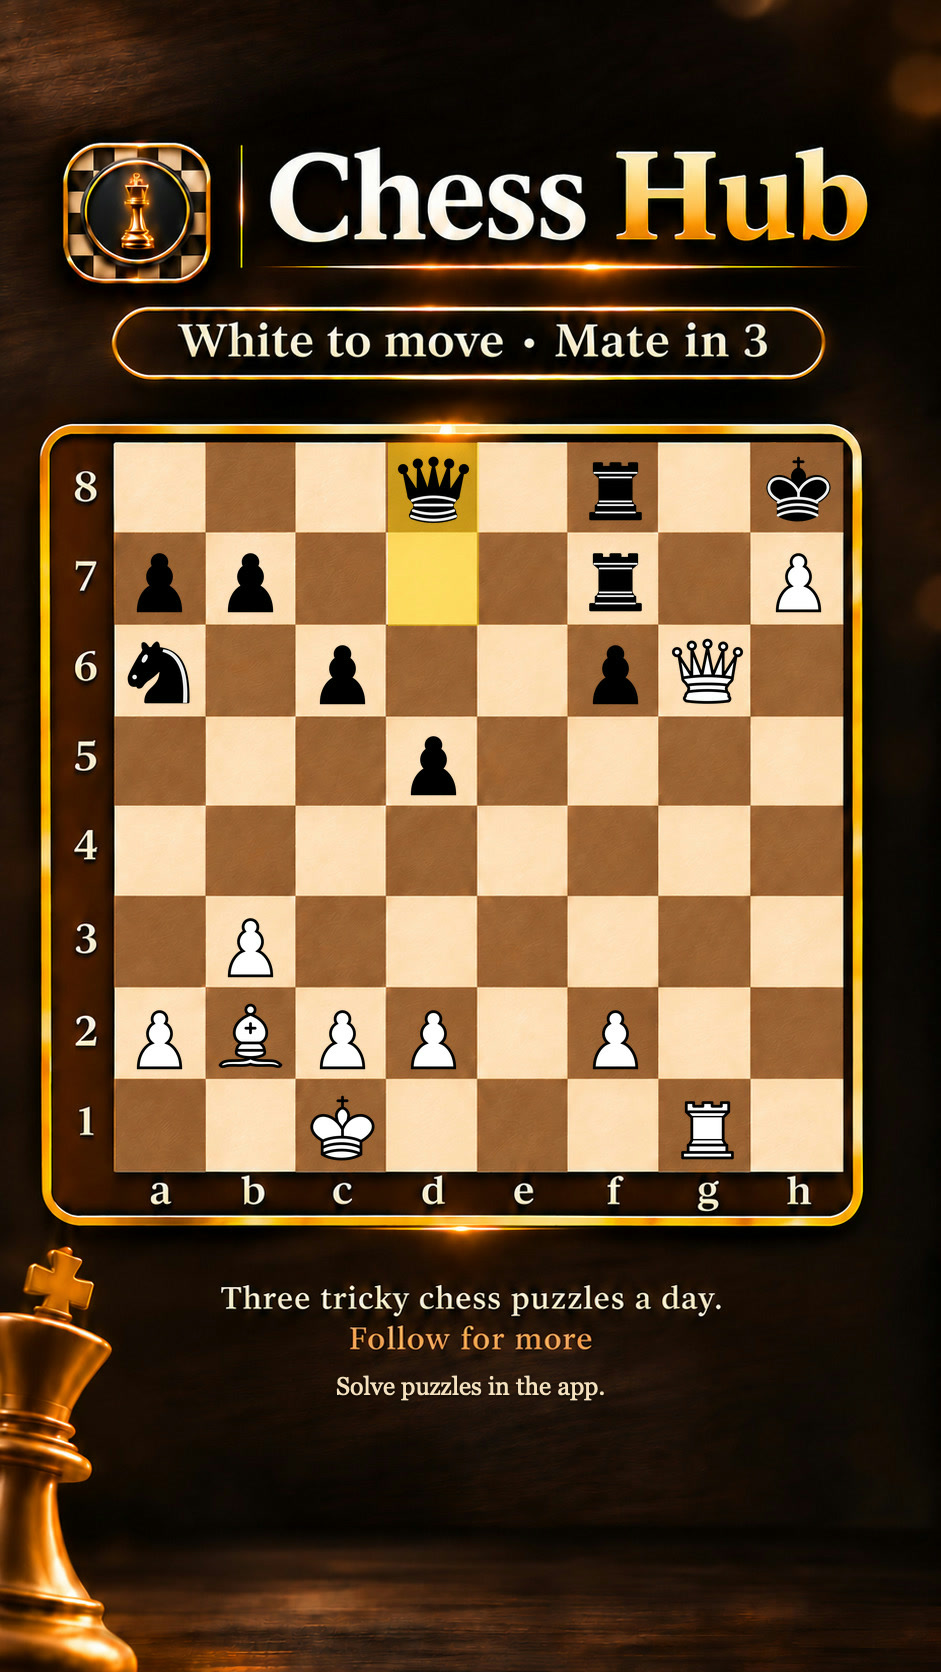 Chess Hub
White to move • Mate in 3
8
7
6
5
4
3
2
1
a b c d e f g h
Three tricky chess puzzles a day.
Follow for more
Solve puzzles in the app.